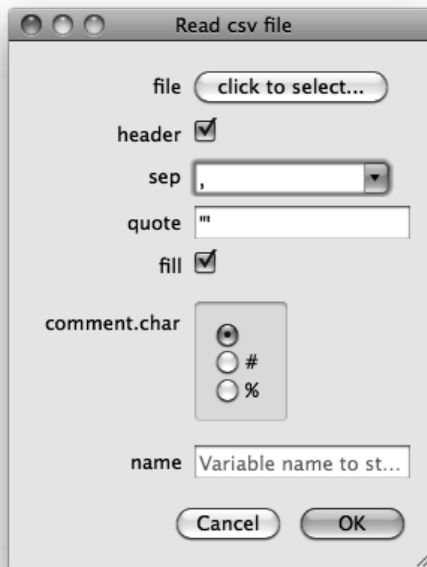 Read csv file
file click to select...
header
sep ,
quote "'
fill
comment.char
#
%
name Variable name to st...
Cancel OK